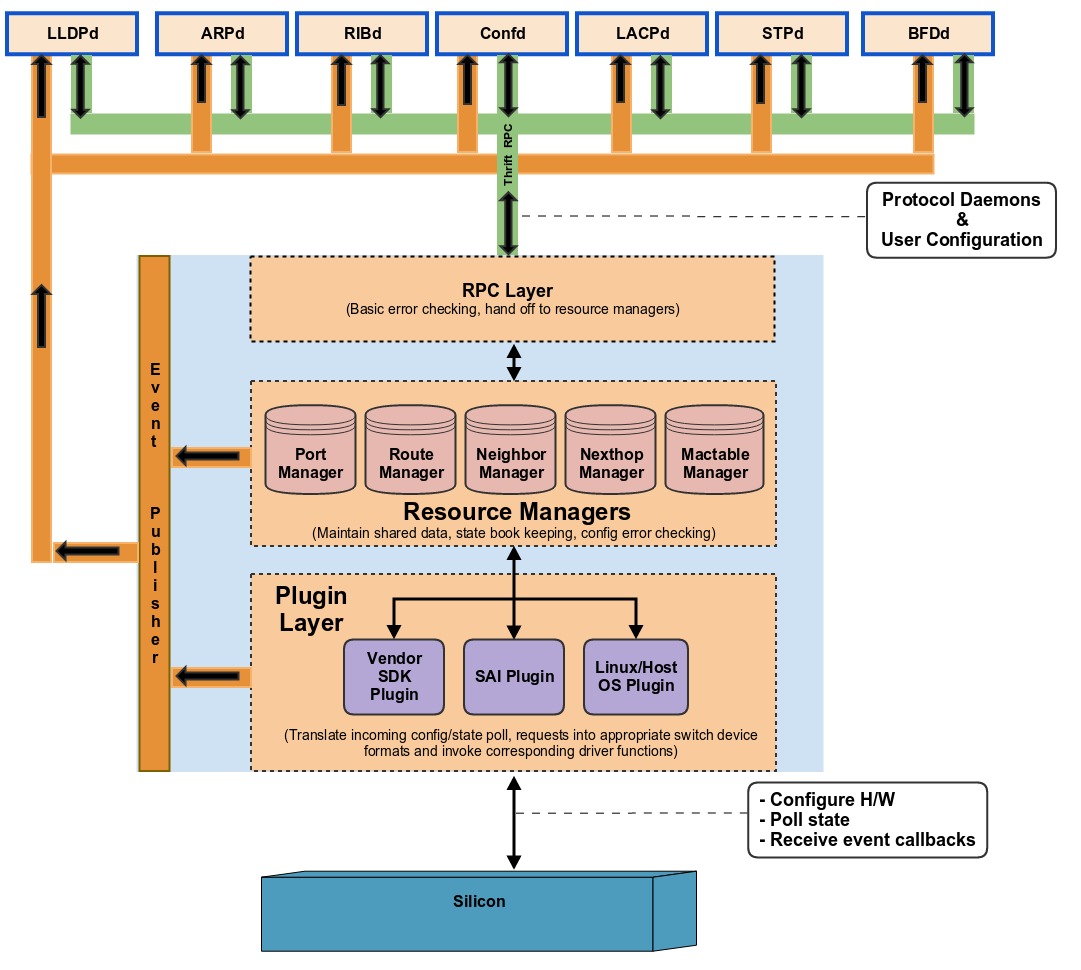 LLDPd
ARPd
RIBd
Confd
LACPd
STPd
BFDd
Thrift RPC
Protocol Daemons
&
User Configuration
RPC Layer
(Basic error checking, hand off to resource managers)
Event Publisher
Port
Manager
Route
Manager
Neighbor
Manager
Nexthop
Manager
Mactable
Manager
Resource Managers
(Maintain shared data, state book keeping, config error checking)
Plugin
Layer
Vendor
SDK
Plugin
SAI Plugin
Linux/Host
OS Plugin
(Translate incoming config/state poll, requests into appropriate switch device
formats and invoke corresponding driver functions)
- Configure H/W
- Poll state
- Receive event callbacks
Silicon